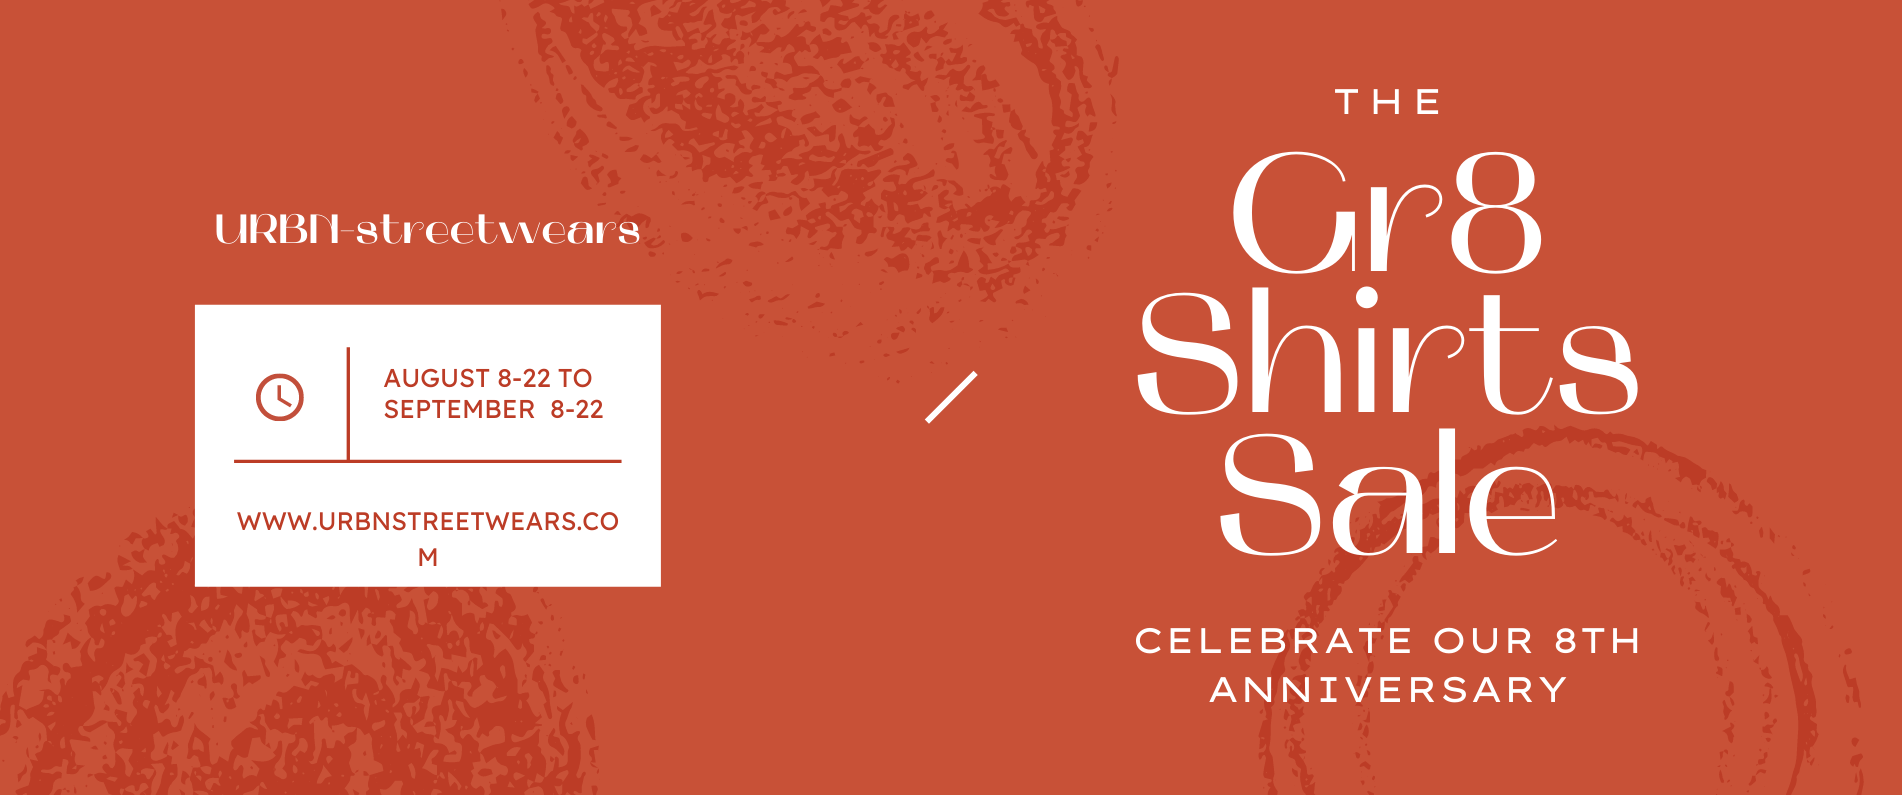 URBN-streetwears
AUGUST 8-22 TO
SEPTEMBER 8-22
WWW.URBNSTREETWEARS.CO
M
THE
Gr8
Shirts
Sale
CELEBRATE OUR 8TH
ANNIVERSARY